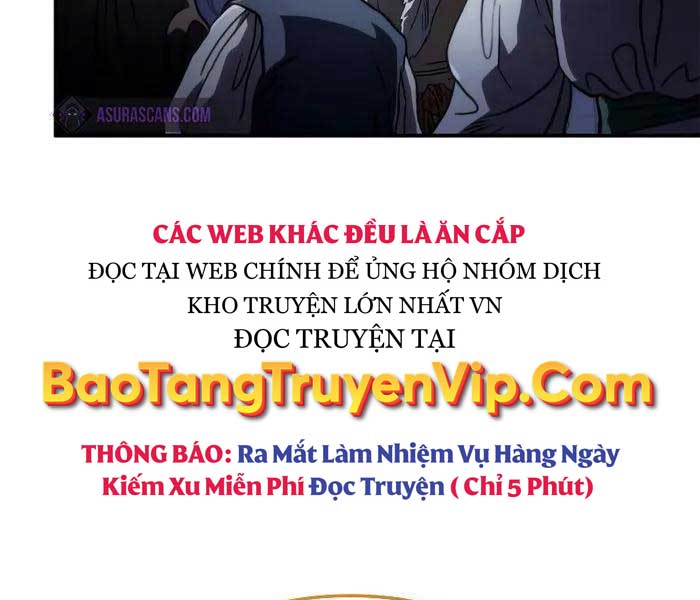 ASURASCANS.COM
CÁC WEB KHÁC ĐỀU LÀ ĂN CẮP
ĐỌC TẠI WEB CHÍNH ĐỂ ỦNG HỘ NHÓM DỊCH
KHO TRUYỆN LỚN NHẤT VN
ĐỌC TRUYỆN TẠI
BaoTangTruyenVip.Com
THÔNG BÁO: Ra Mắt Làm Nhiệm Vụ Hàng Ngày
Kiếm Xu Miễn Phí Đọc Truyện ( Chỉ 5 Phút)